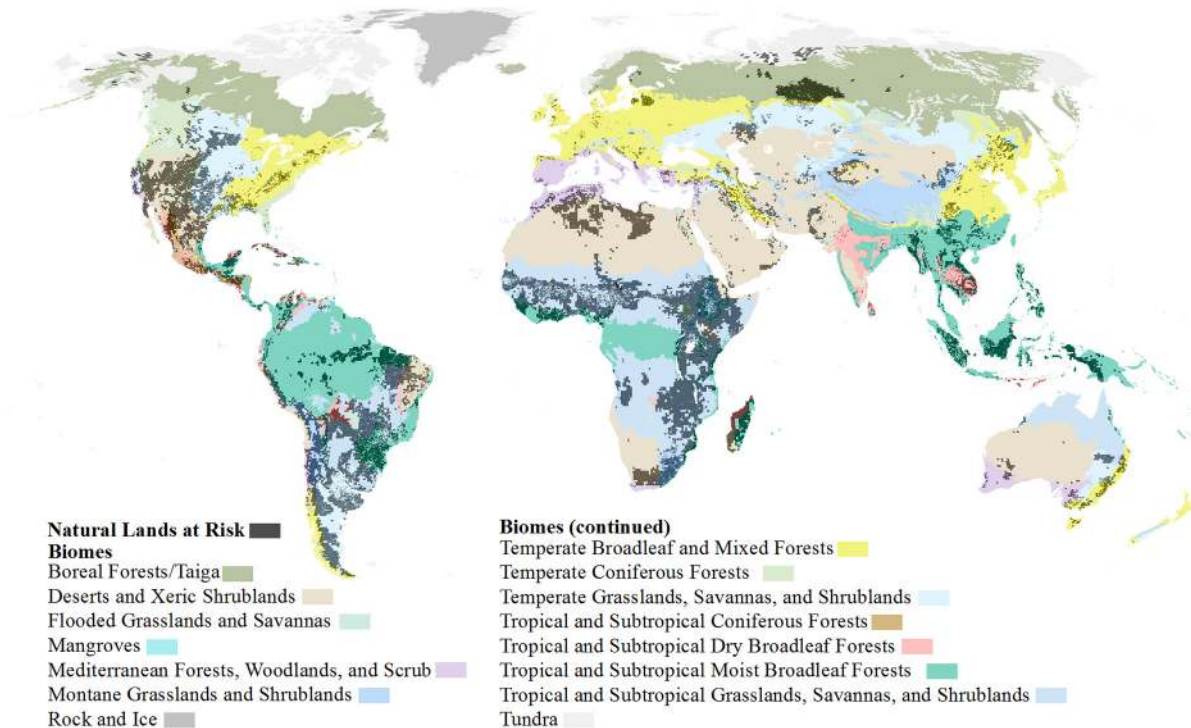 Natural Lands at Risk
Biomes
Boreal Forests/Taiga
Deserts and Xeric Shrublands
Flooded Grasslands and Savannas
Mangroves
Mediterranean Forests, Woodlands, and Scrub
Montane Grasslands and Shrublands
Rock and Ice
Biomes (continued)
Temperate Broadleaf and Mixed Forests
Temperate Coniferous Forests
Temperate Grasslands, Savannas, and Shrublands
Tropical and Subtropical Coniferous Forests
Tropical and Subtropical Dry Broadleaf Forests
Tropical and Subtropical Moist Broadleaf Forests
Tropical and Subtropical Grasslands, Savannas, and Shrublands
Tundra